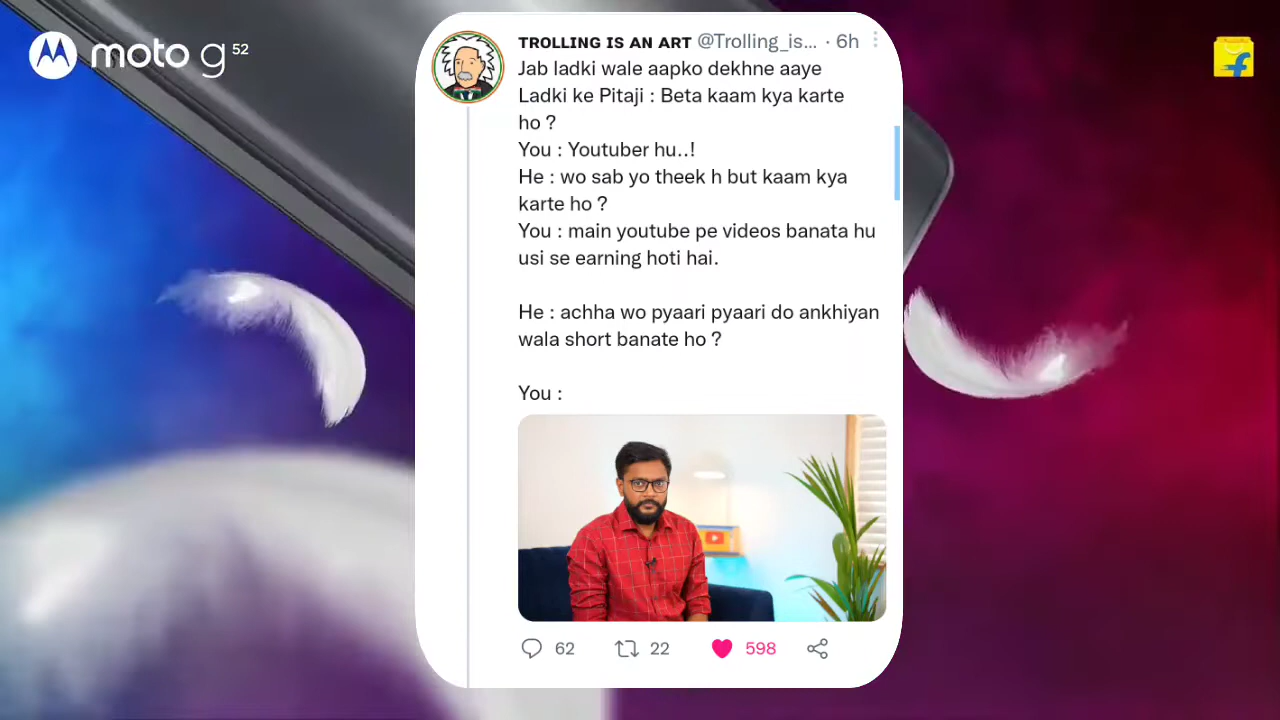 moto g 52
TROLLING IS AN ART @Trolling_is... · 6h
Jab ladki wale aapko dekhne aaye
Ladki ke Pitaji : Beta kaam kya karte
ho ?
You : Youtuber hu..!
He : wo sab yo theek h but kaam kya
karte ho ?
You : main youtube pe videos banata hu
usi se earning hoti hai.
He : achha wo pyaari pyaari do ankhiyan
wala short banate ho ?
You :
62 22 598